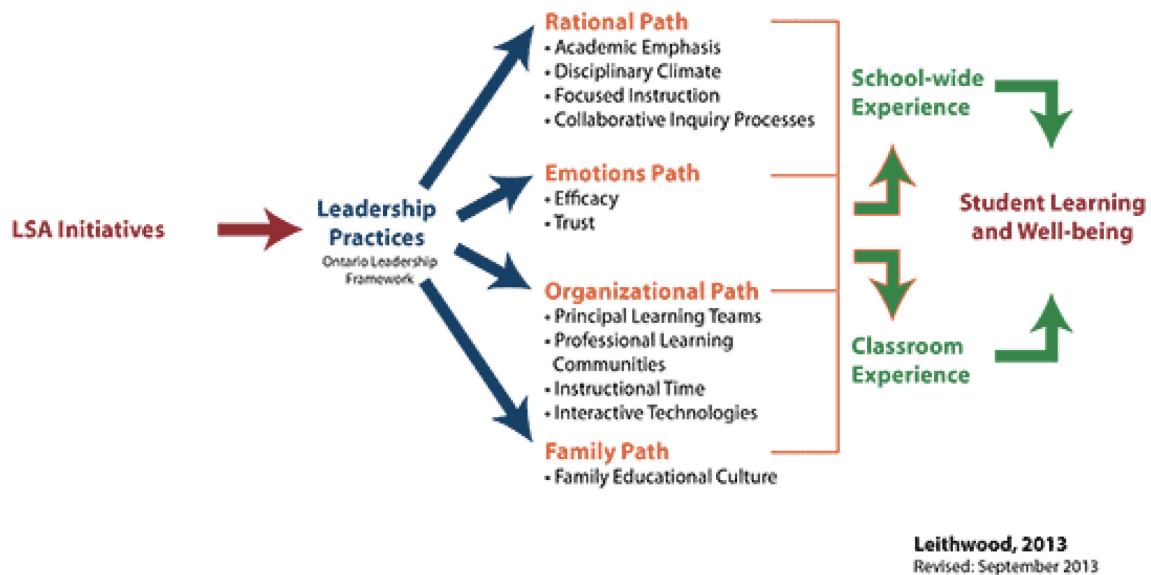 LSA Initiatives
Leadership
Practices
Ontario Leadership
Framework
Rational Path
• Academic Emphasis
• Disciplinary Climate
• Focused Instruction
• Collaborative Inquiry Processes
Emotions Path
• Efficacy
• Trust
Organizational Path
• Principal Learning Teams
• Professional Learning
Communities
• Instructional Time
• Interactive Technologies
Family Path
• Family Educational Culture
School-wide
Experience
Classroom
Experience
Student Learning
and Well-being
Leithwood, 2013
Revised: September 2013